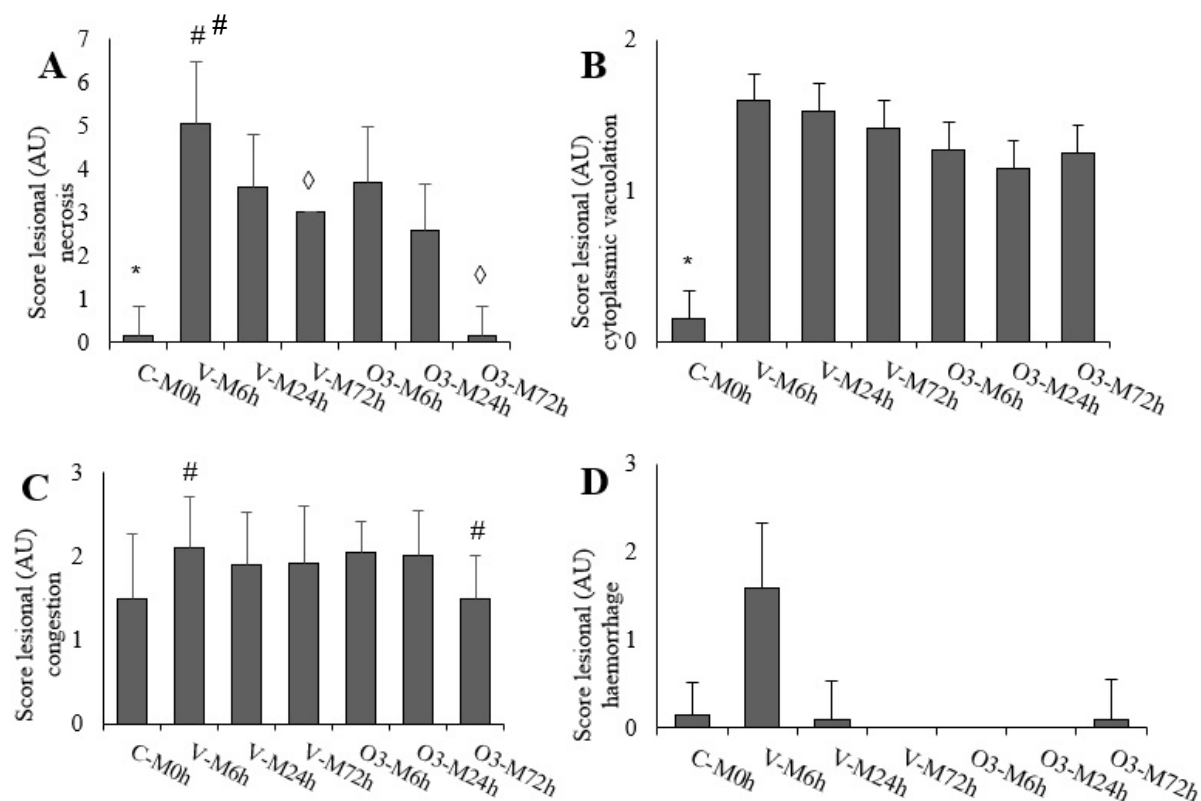 A
Score lesional (AU)
necrosis
7
6
5
4
3
2
1
0
*
# #
◊
◊
C-M0h
V-M6h
V-M24h
V-M72h
O3-M6h
O3-M24h
O3-M72h
B
Score lesional (AU)
cytoplasmic vacuolation
2
1
0
*
C-M0h
V-M6h
V-M24h
V-M72h
O3-M6h
O3-M24h
O3-M72h
C
Score lesional (AU)
congestion
3
2
1
0
#
#
C-M0h
V-M6h
V-M24h
V-M72h
O3-M6h
O3-M24h
O3-M72h
D
Score lesional (AU)
haemorrhage
3
2
1
0
C-M0h
V-M6h
V-M24h
V-M72h
O3-M6h
O3-M24h
O3-M72h